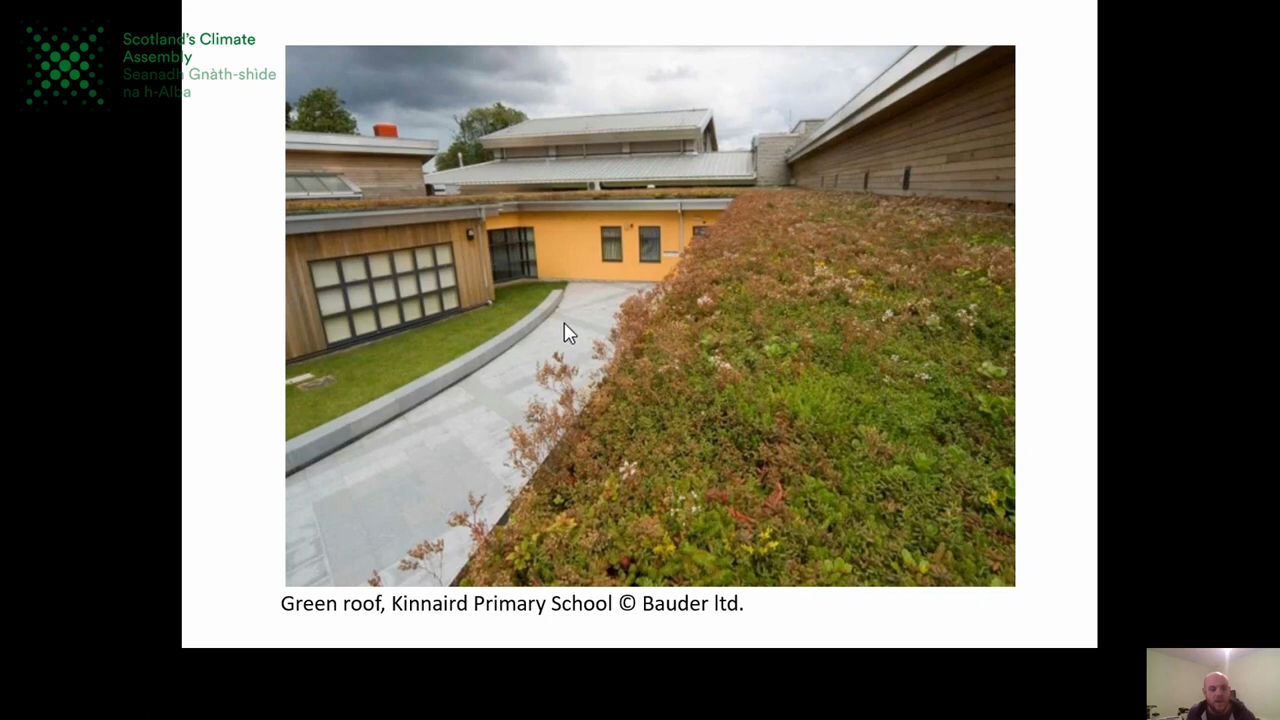 Scotland's Climate
Assembly
Seanadh Gnàth-shìde
na h-Alba
Green roof, Kinnaird Primary School © Bauder ltd.